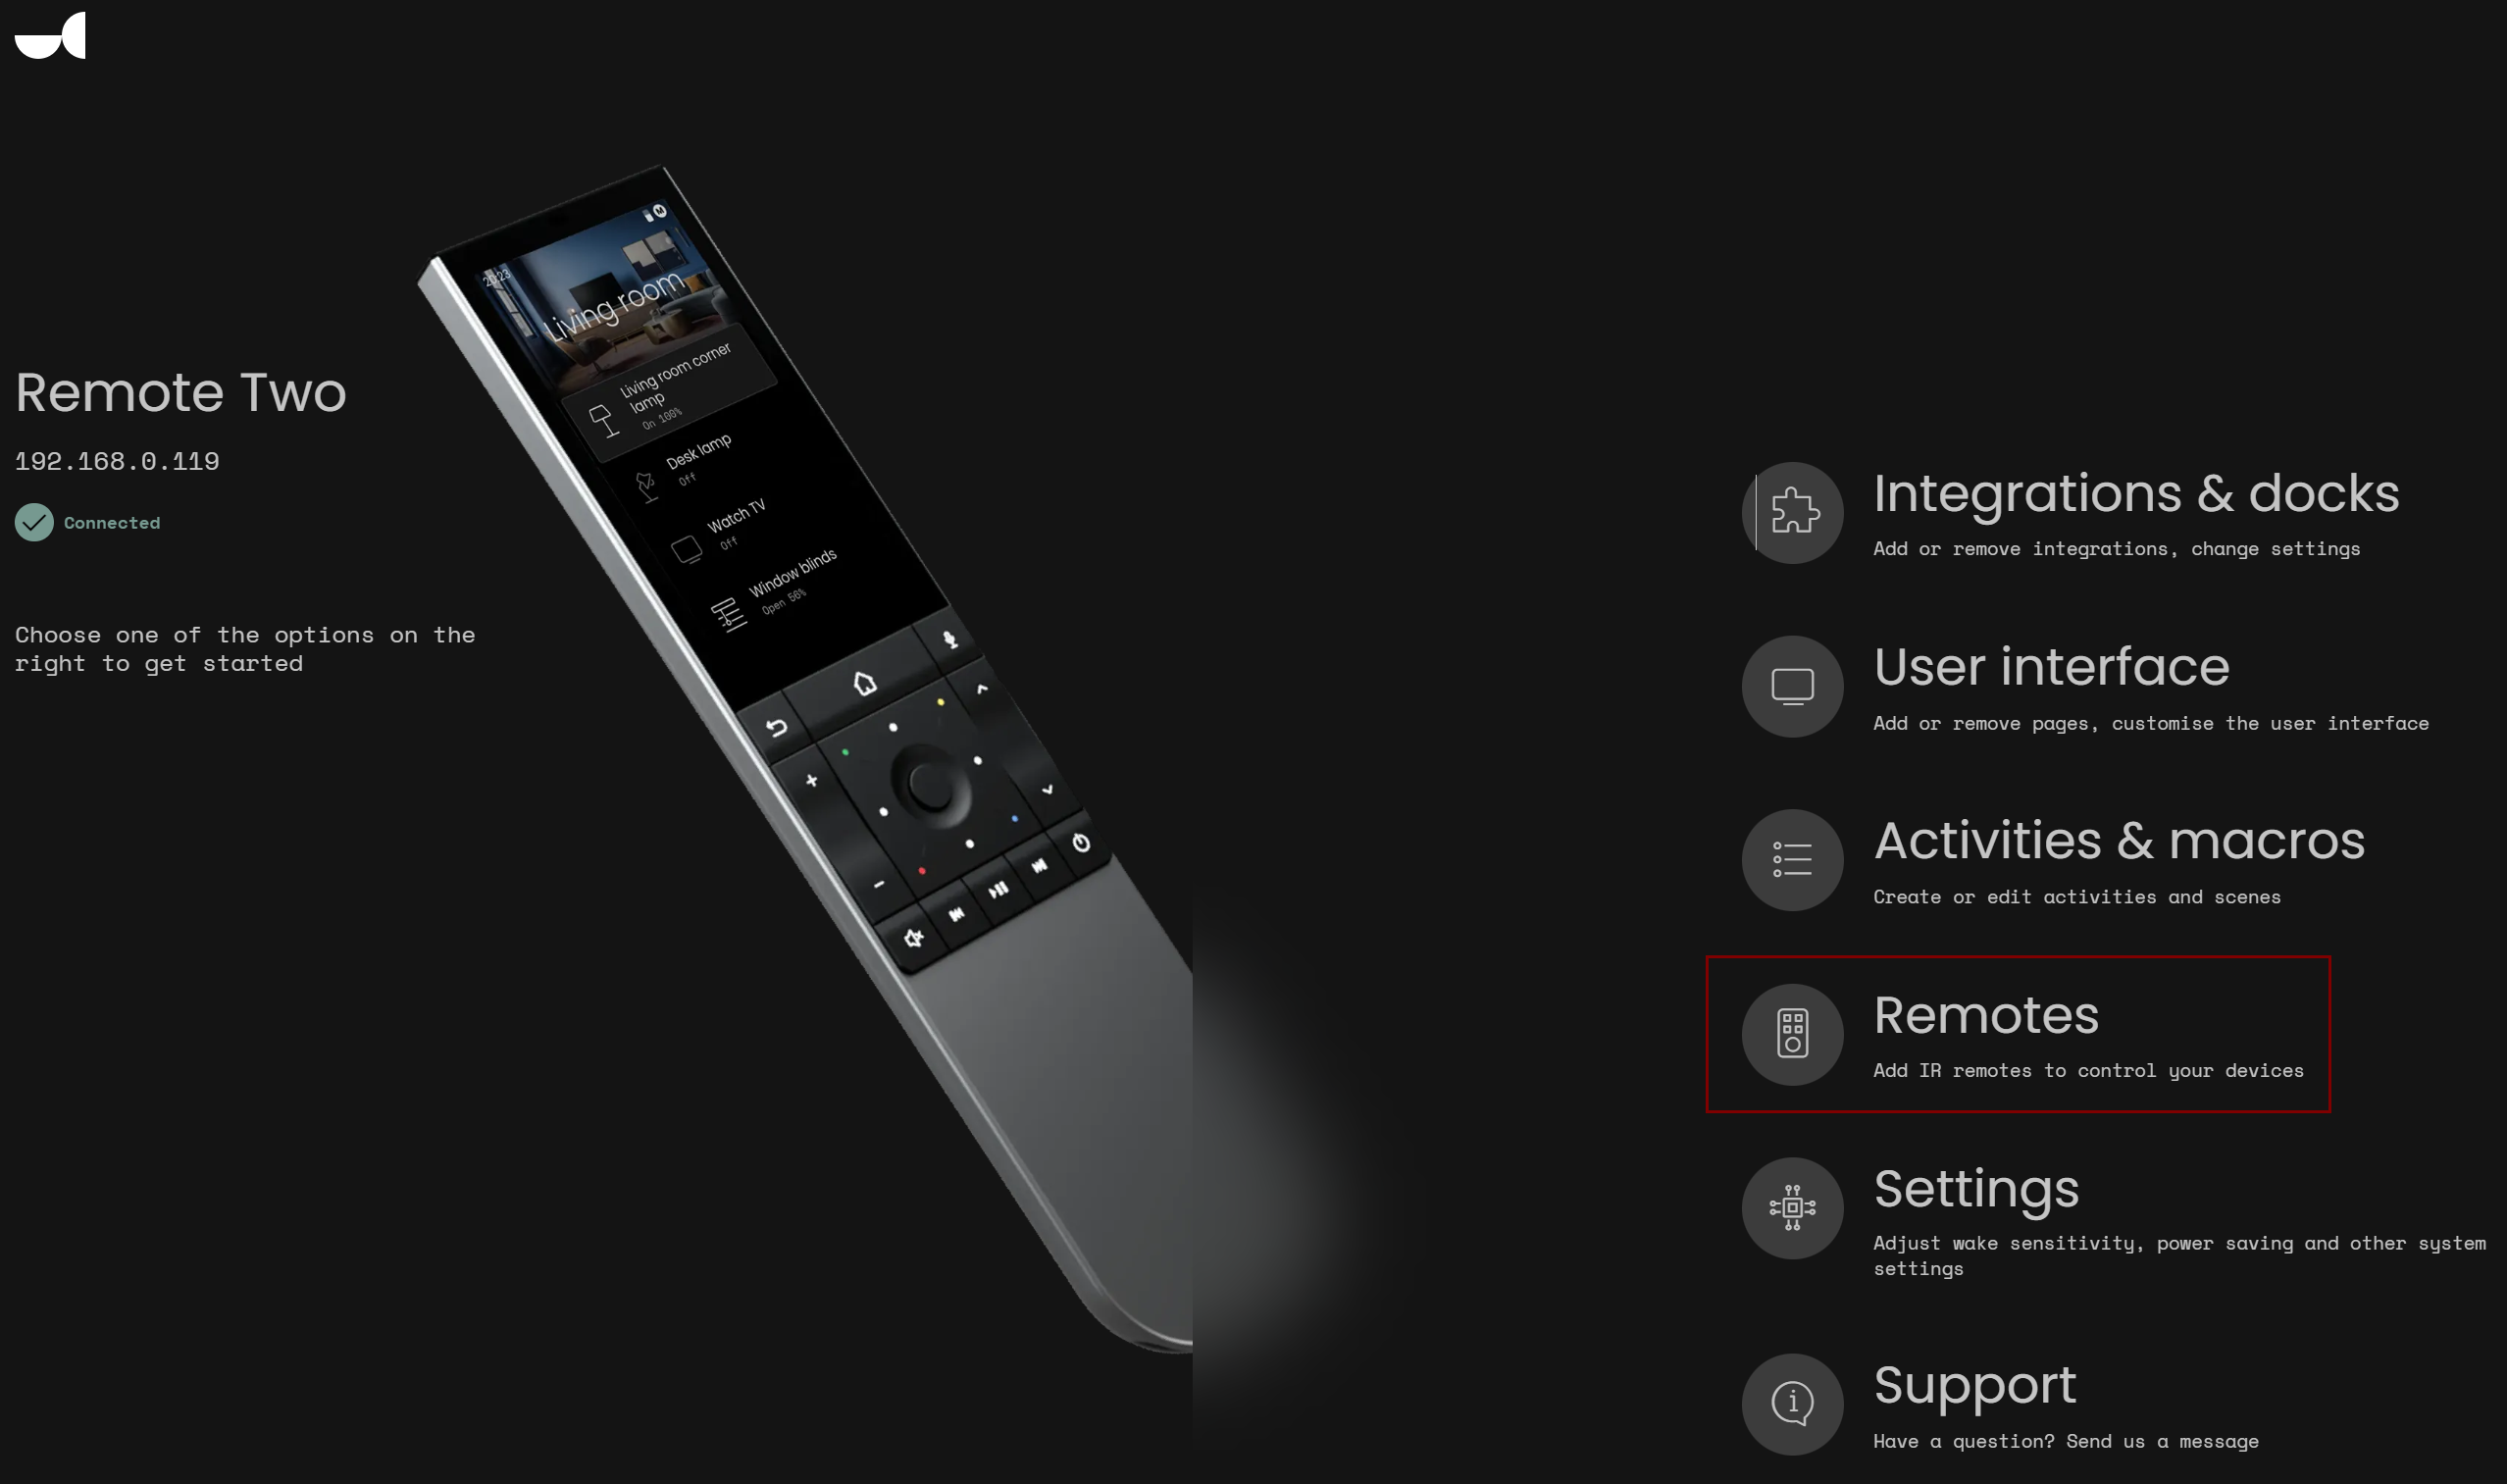 Remote Two
192.168.0.119
Connected
Choose one of the options on the
right to get started
20:23
Living room
Living room corner
lamp
On 100%
Desk lamp
Off
Watch TV
Off
Window blinds
Open 56%
Integrations & docks
Add or remove integrations, change settings
User interface
Add or remove pages, customise the user interface
Activities & macros
Create or edit activities and scenes
Remotes
Add IR remotes to control your devices
Settings
Adjust wake sensitivity, power saving and other system
settings
Support
Have a question? Send us a message